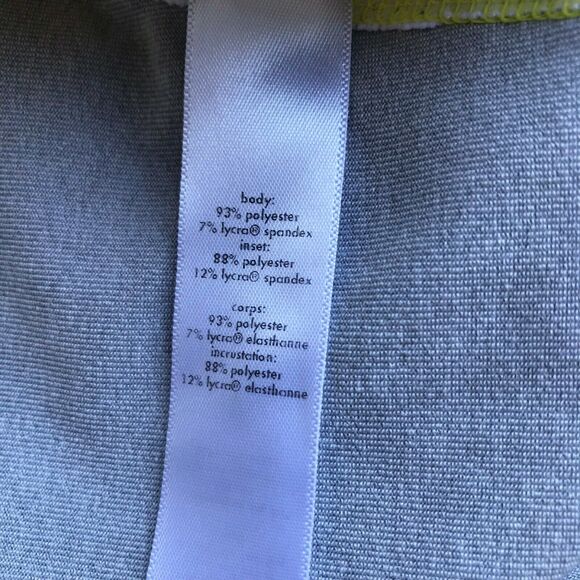 body:
93% polyester
7% lycra® spandex
inset:
88% polyester
12% lycra® spandex
corps:
93% polyester
7% lycra® elasthanne
incrustation:
88% polyester
12% lycra® elasthanne